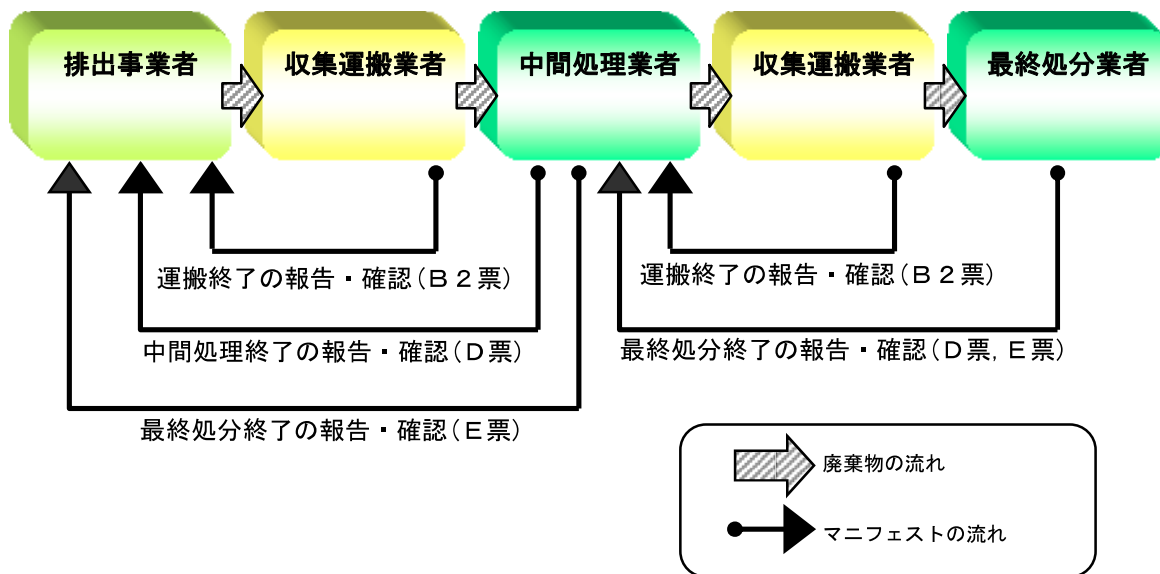 排出事業者
収集運搬業者
中間処理業者
収集運搬業者
最終処分業者
運搬終了の報告・確認(B2票)
運搬終了の報告・確認(B2票)
中間処理終了の報告・確認(D票)
最終処分終了の報告・確認(D票,E票)
最終処分終了の報告・確認(E票)
廃棄物の流れ
マニフェストの流れ